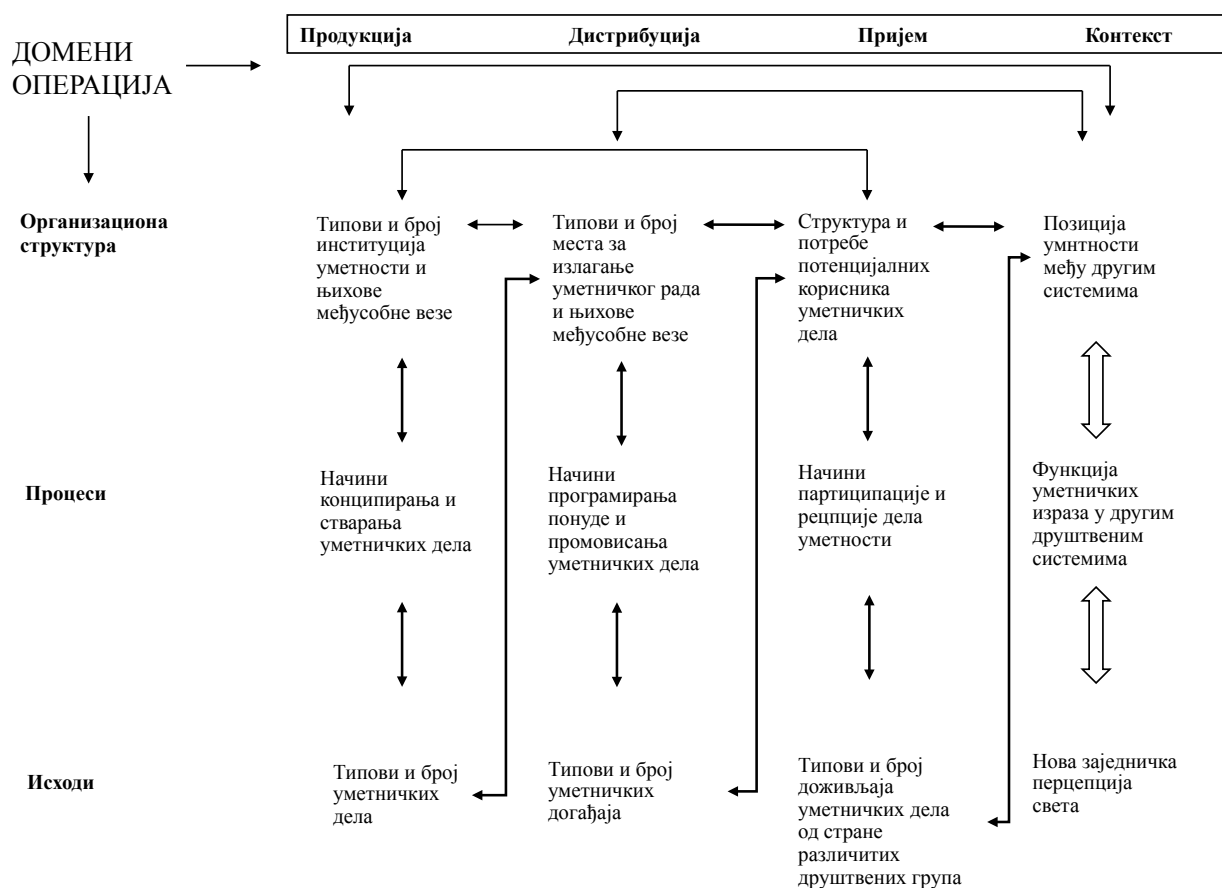 Продукција Дистрибуција Пријем Контекст
ДОМЕНИ
ОПЕРАЦИЈА
Организациона
структура
Типови и број
институција
уметности и
њихове
међусобне везе
Типови и број
места за
излагање
уметничког рада
и њихове
међусобне везе
Структура и
потребе
потенцијалних
корисника
уметничких
дела
Позиција
умнтности
међу другим
системима
Процеси
Начини
конципирања и
стварања
уметничких дела
Начини
програмирања
понуде и
промовисања
уметничких дела
Начини
партиципације и
рецпције дела
уметности
Функција
уметничких
израза у другим
друштвеним
системима
Исходи
Типови и број
уметничких
дела
Типови и број
уметничких
догађаја
Типови и број
доживљаја
уметничких дела
од стране
различитих
друштвених група
Нова заједничка
перцепција
света